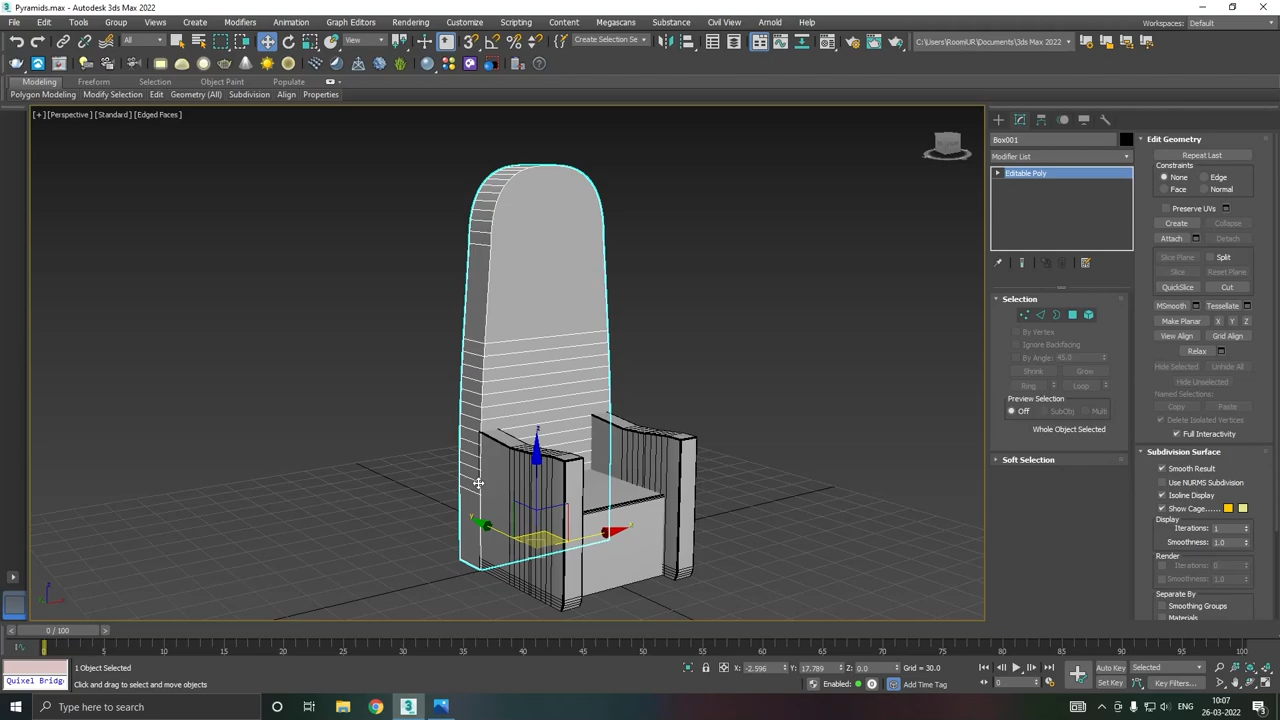 Pyramids.max - Autodesk 3ds Max 2022
File Edit Tools Group Views Create Modifiers Animation Graph Editors Rendering Customize Scripting Content Megascans Substance Civil View Arnold Help Workspaces: Default
All View Create Selection Se C:\Users\RoomUR\Documents\3ds Max 2022
Modeling Freeform Selection Object Paint Populate
Polygon Modeling Modify Selection Edit Geometry (All) Subdivision Align Properties
[+] [Perspective] [Standard] [Edged Faces]
Box001
Modifier List
Editable Poly
Selection
By Vertex
Ignore Backfacing
By Angle: 45.0
Shrink Grow
Ring Loop
Preview Selection
Off SubObj Multi
Whole Object Selected
Soft Selection
Edit Geometry
Repeat Last
Constraints
None Edge
Face Normal
Preserve UVs
Create Collapse
Attach Detach
Slice Plane Split
Slice Reset Plane
QuickSlice Cut
MSmooth Tessellate
Make Planar X Y Z
View Align Grid Align
Relax
Hide Selected Unhide All
Hide Unselected
Named Selections:
Copy Paste
Delete Isolated Vertices
Full Interactivity
Subdivision Surface
Smooth Result
Use NURMS Subdivision
Isoline Display
Show Cage......
Display
Iterations: 1
Smoothness: 1.0
Render
Iterations: 0
Smoothness: 1.0
Separate By
Smoothing Groups
Materials
z
y
x
0 / 100
0 5 10 15 20 25 30 35 40 45 50 55 60 65 70 75 80 85 90 95 100
1 Object Selected X: -2.596 Y: 17.789 Z: 0.0 Grid = 30.0 Auto Key Selected
Quixel Bridg Click and drag to select and move objects Enabled: Add Time Tag 0 Set Key Key Filters...
Type here to search ENG 10:07
26-03-2022